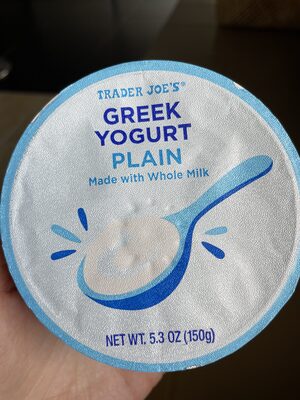 TRADER JOE'S®
GREEK
YOGURT
PLAIN
Made with Whole Milk
NET WT. 5.3 OZ (150g)